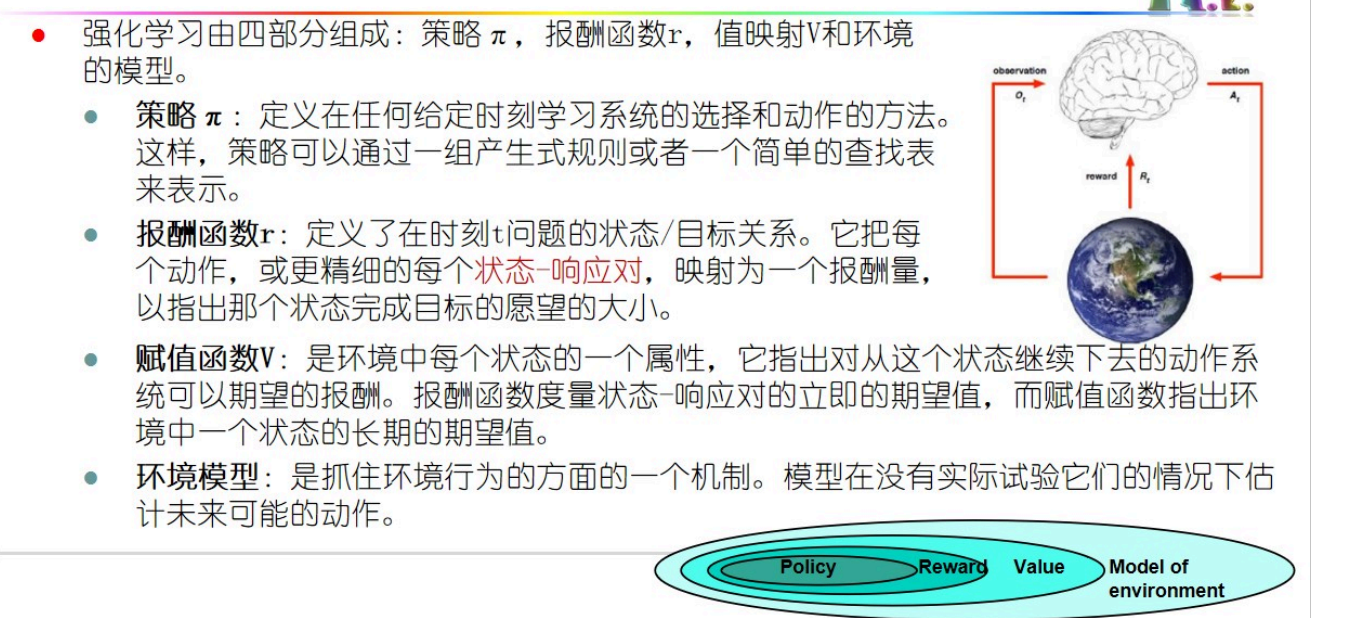 强化学习由四部分组成：策略π，报酬函数r，值映射V和环境
的模型。
策略π：定义在任何给定时刻学习系统的选择和动作的方法。
这样，策略可以通过一组产生式规则或者一个简单的查找表
来表示。
报酬函数r：定义了在时刻t问题的状态/目标关系。它把每
个动作，或更精细的每个状态-响应对，映射为一个报酬量，
以指出那个状态完成目标的愿望的大小。
observation
O_t
action
A_t
reward
R_t
赋值函数V：是环境中每个状态的一个属性，它指出对从这个状态继续下去的动作系
统可以期望的报酬。报酬函数度量状态-响应对的立即的期望值，而赋值函数指出环
境中一个状态的长期的期望值。
环境模型：是抓住环境行为的方面的一个机制。模型在没有实际试验它们的情况下估
计未来可能的动作。
Policy
Reward
Value
Model of
environment